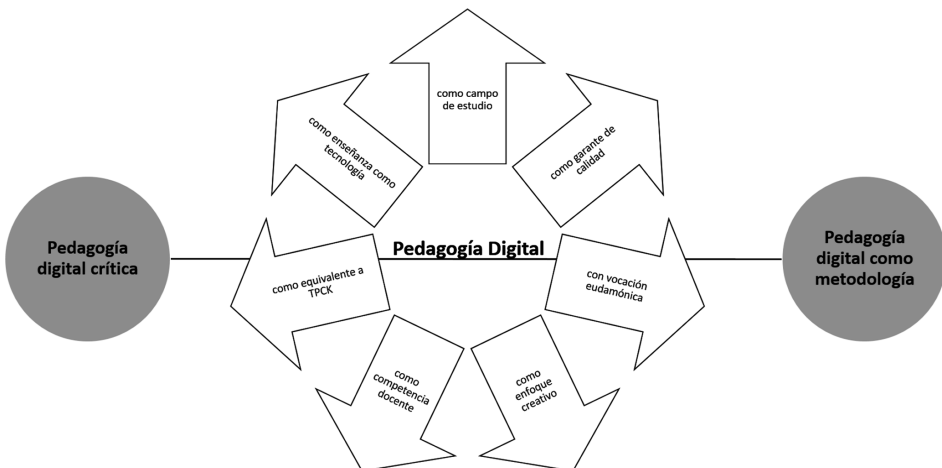 como campo
de estudio
como garante de
calidad
con vocación
eudamónica
como
enfoque
creativo
como
competencia
docente
como equivalente a
TPCK
como enseñanza como
tecnología
Pedagogía Digital
Pedagogía
digital crítica
Pedagogía
digital como
metodología